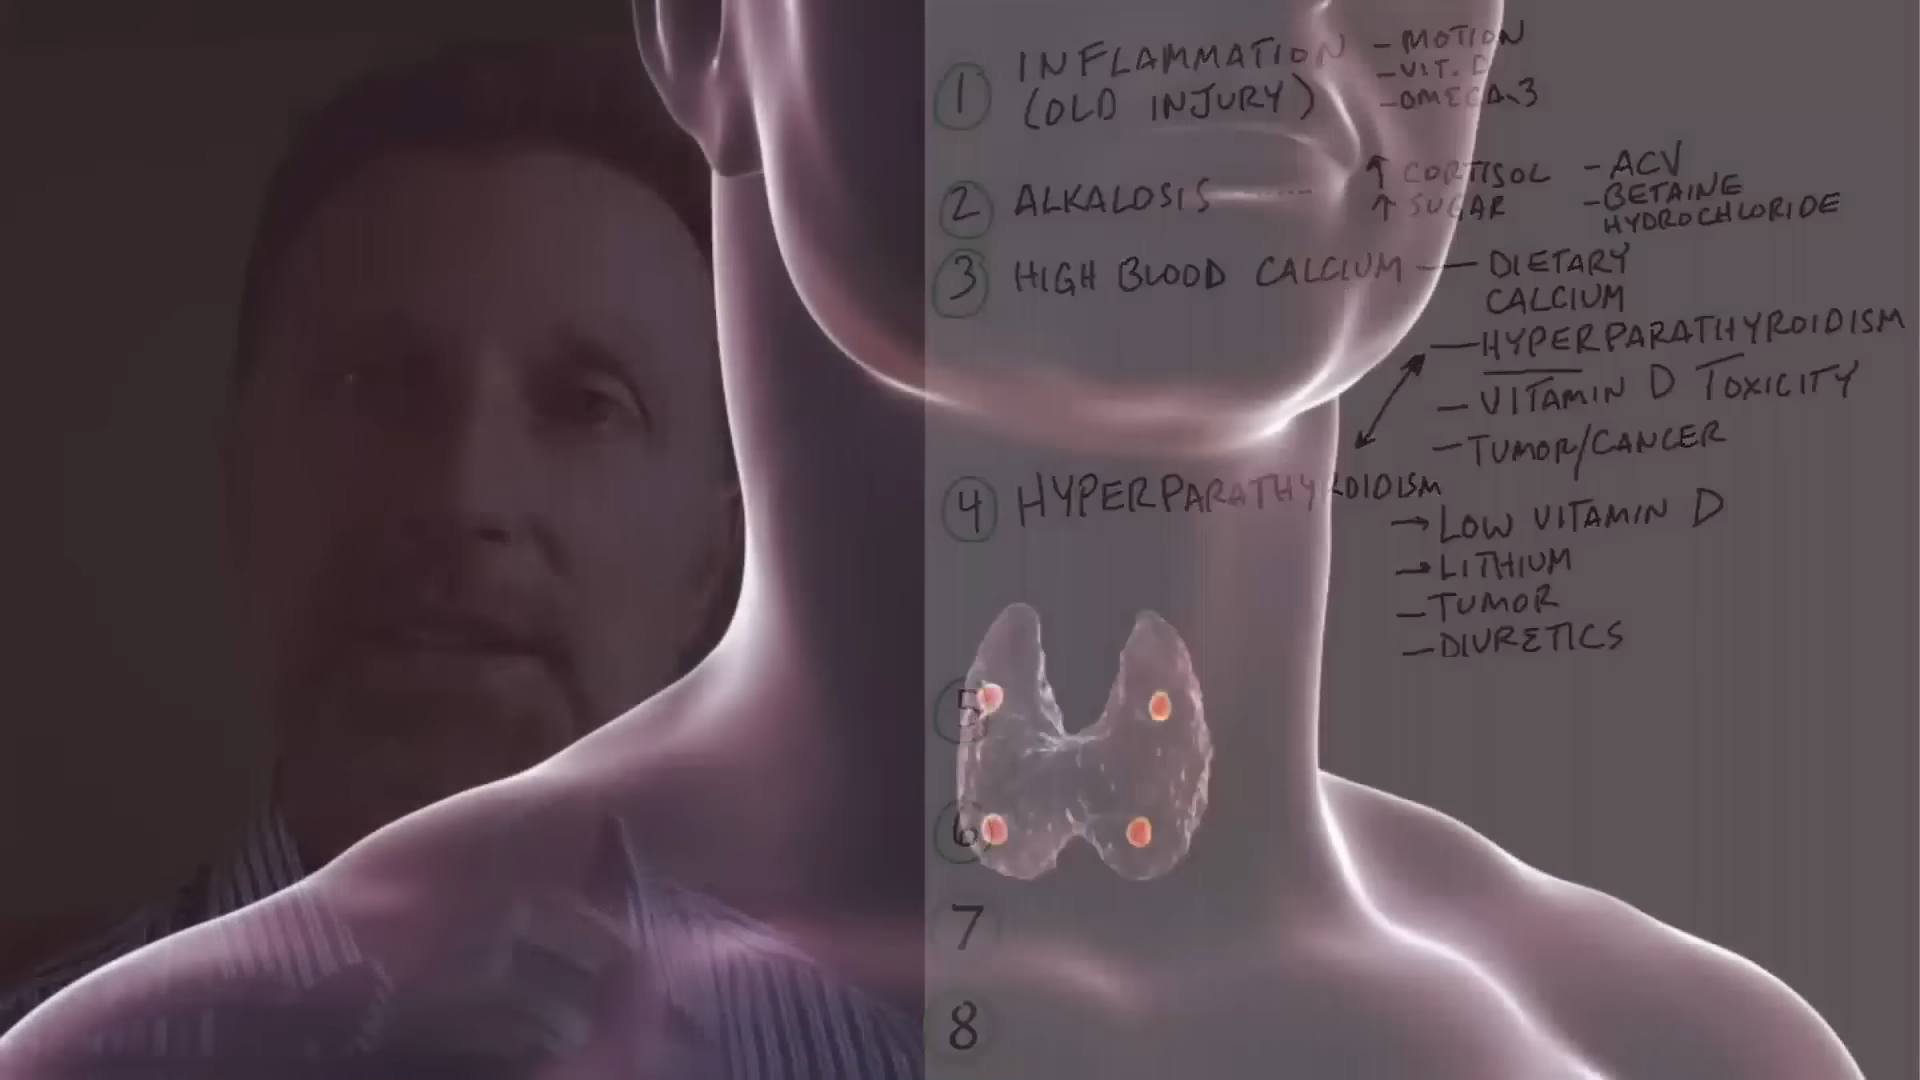 1 INFLAMMATION - MOTION
(OLD INJURY) - VIT. D
- OMEGA-3
2 ALKALOSIS ↑ CORTISOL - ACV
↑ SUGAR - BETAINE
HYDROCHLORIDE
3 HIGH BLOOD CALCIUM — DIETARY
CALCIUM
— HYPERPARATHYROIDISM
— VITAMIN D TOXICITY
— TUMOR/CANCER
4 HYPERPARATHYROIDISM
→ LOW VITAMIN D
→ LITHIUM
— TUMOR
— DIURETICS
5
6
7
8